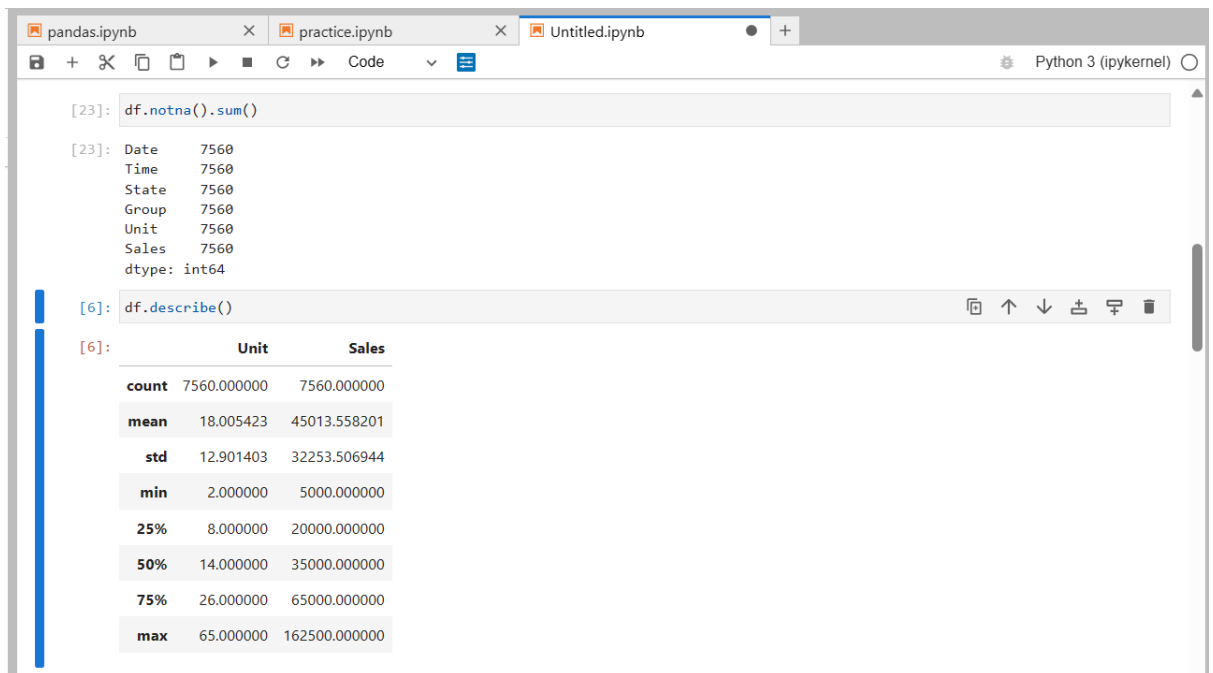 pandas.ipynb practice.ipynb Untitled.ipynb
Code Python 3 (ipykernel)
[23]: df.notna().sum()
[23]: Date 7560
Time 7560
State 7560
Group 7560
Unit 7560
Sales 7560
dtype: int64
[6]: df.describe()
[6]: Unit Sales
count 7560.000000 7560.000000
mean 18.005423 45013.558201
std 12.901403 32253.506944
min 2.000000 5000.000000
25% 8.000000 20000.000000
50% 14.000000 35000.000000
75% 26.000000 65000.000000
max 65.000000 162500.000000